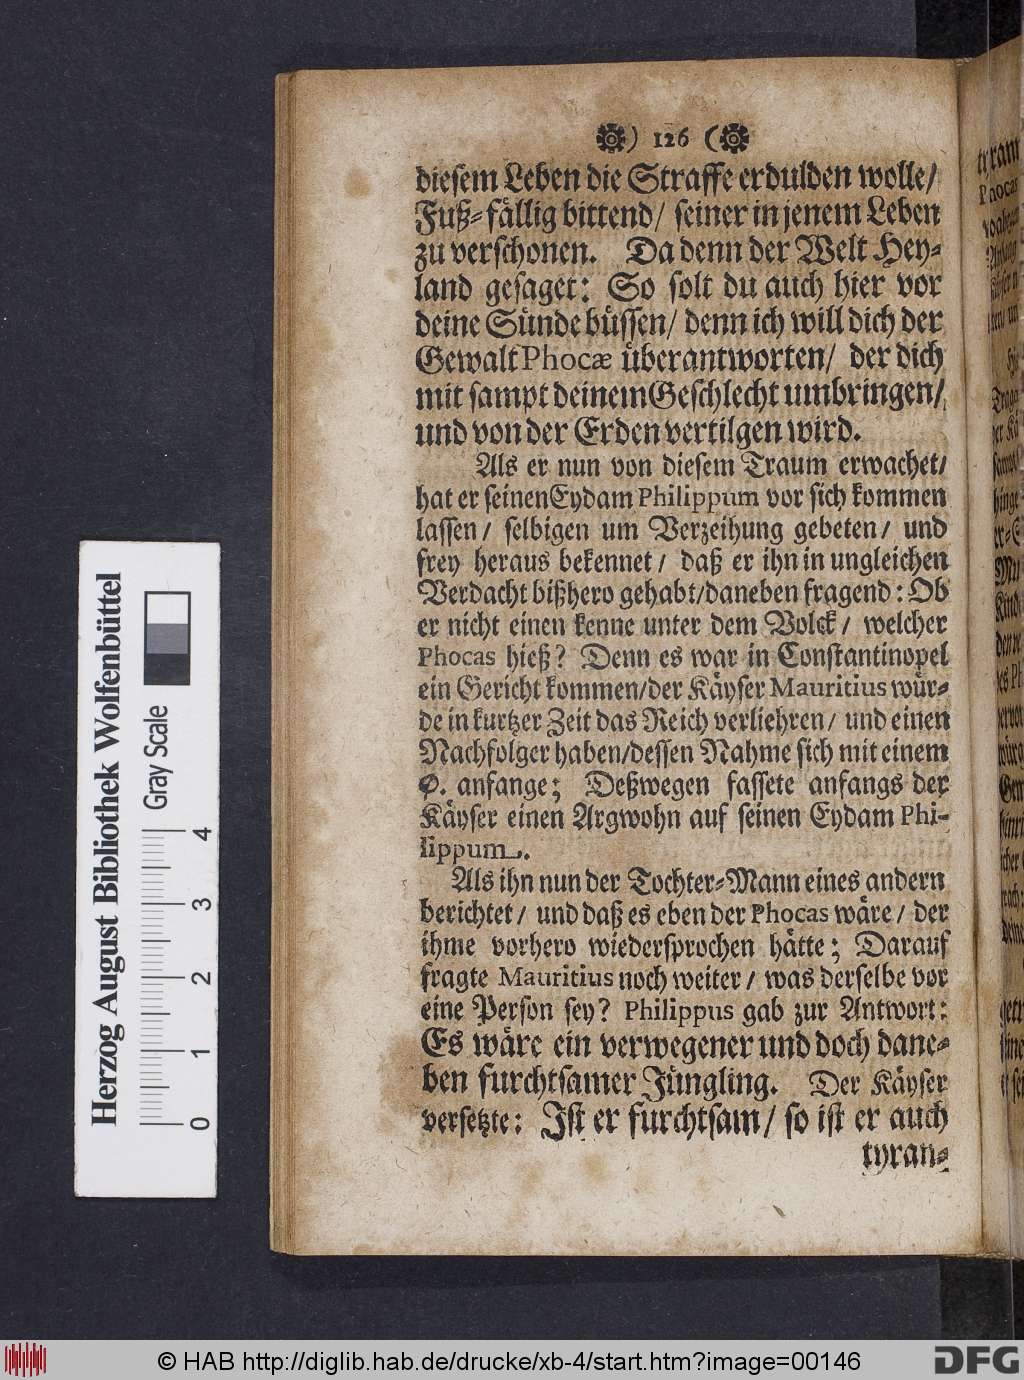 ) 126 (
diesem Leben die Straffe erdulden wolle/
Fuß-fällig bittend/ seiner in jenem Leben
zu verschonen. Da denn der Welt Hey-
land gesaget: So solt du auch hier vor
deine Sünde büssen/ denn ich will dich der
Gewalt Phocæ überantworten/ der dich
mit sampt deinem Geschlecht umbringen/
und von der Erden vertilgen wird.
Als er nun von diesem Traum erwachet/
hat er seinen Eydam Philippum vor sich kommen
lassen/ selbigen um Verzeihung gebeten/ und
frey heraus bekennet/ daß er ihn in ungleichen
Verdacht bißhero gehabt/daneben fragend: Ob
er nicht einen kenne unter dem Volck/ welcher
Phocas hieß? Denn es war in Constantinopel
ein Gericht kommen/der Käyser Mauritius wür-
de in kurtzer Zeit das Reich verliehren/ und einen
Nachfolger haben/dessen Nahme sich mit einem
Φ. anfange; Deßwegen fassete anfangs der
Käyser einen Argwohn auf seinen Eydam Phi-
lippum.
Als ihn nun der Tochter-Mann eines andern
berichtet/ und daß es eben der Phocas wäre/ der
ihme vorhero wiedersprochen hätte; Darauf
fragte Mauritius noch weiter/ was derselbe vor
eine Person sey? Philippus gab zur Antwort:
Es wäre ein verwegener und doch dane-
ben furchtsamer Jüngling. Der Käyser
versetzte: Ist er furchtsam/ so ist er auch
tyran-
Herzog August Bibliothek Wolfenbüttel
Gray Scale
0 1 2 3 4
© HAB http://diglib.hab.de/drucke/xb-4/start.htm?image=00146
DFG